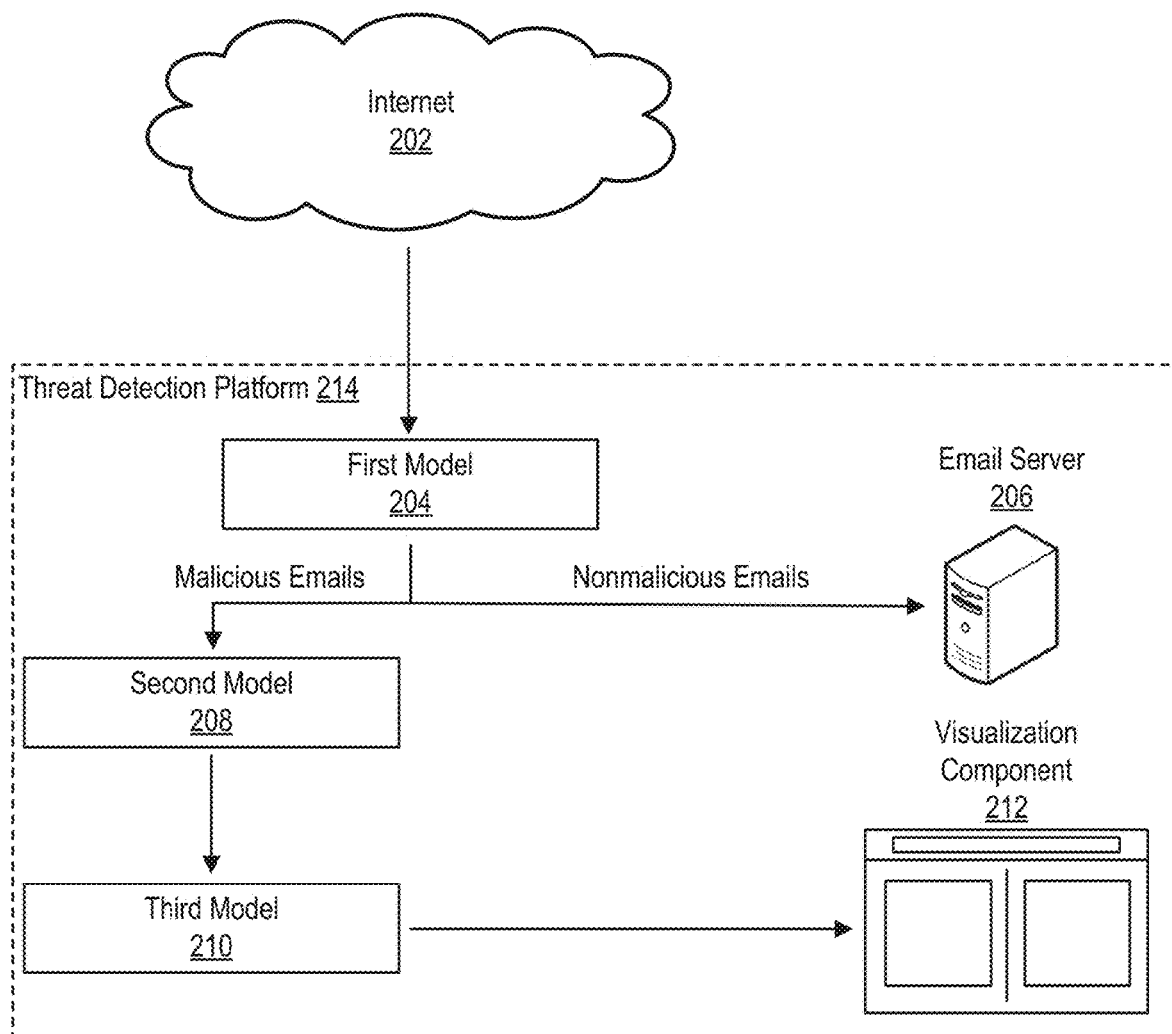 Internet
202
Threat Detection Platform 214
First Model
204
Email Server
206
Malicious Emails
Nonmalicious Emails
Second Model
208
Visualization
Component
212
Third Model
210